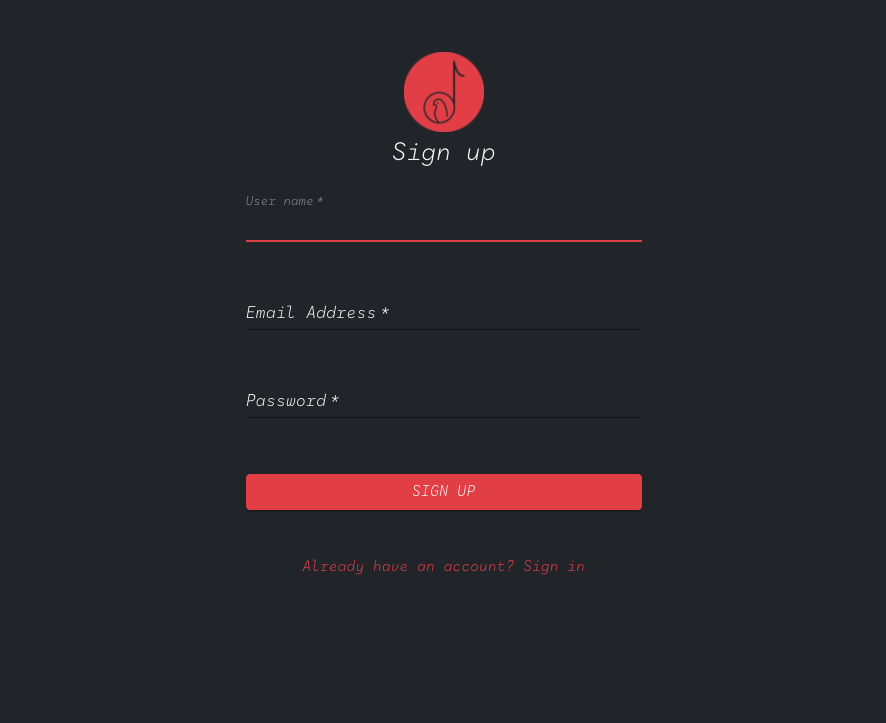 Sign up
User name *
Email Address *
Password *
SIGN UP
Already have an account? Sign in